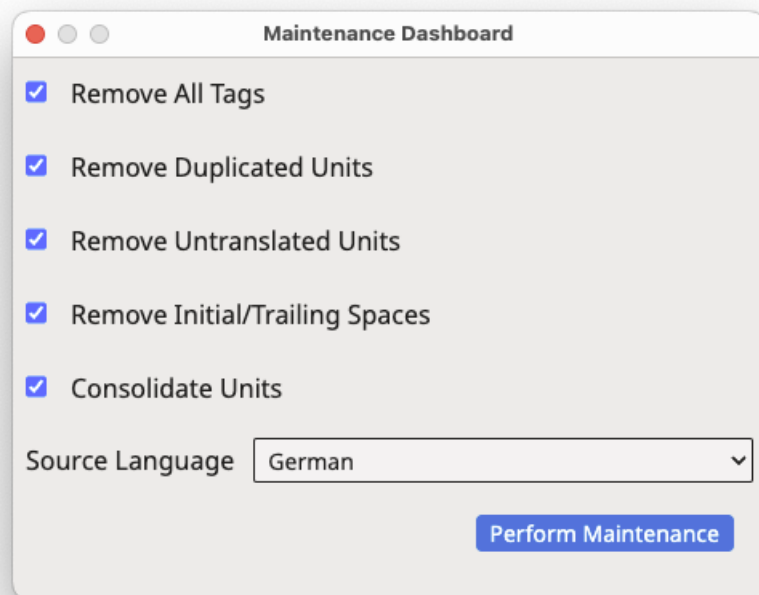 Maintenance Dashboard
Remove All Tags
Remove Duplicated Units
Remove Untranslated Units
Remove Initial/Trailing Spaces
Consolidate Units
Source Language German
Perform Maintenance